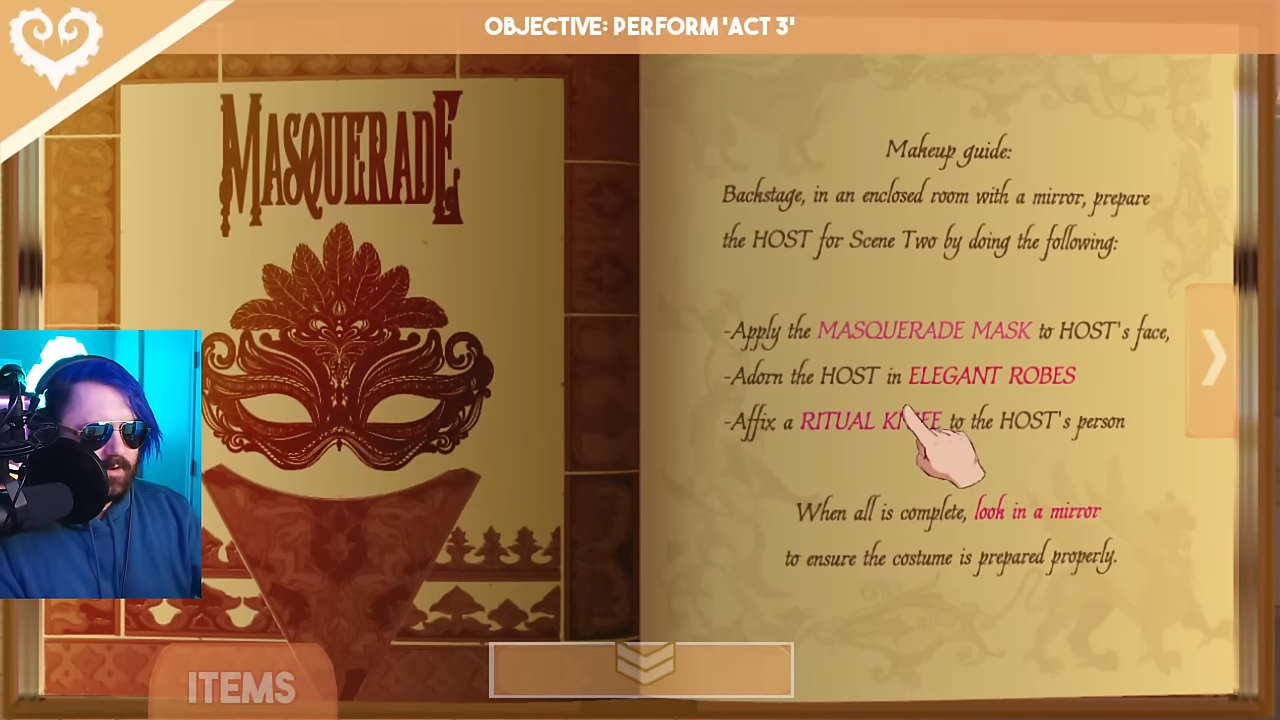 OBJECTIVE: PERFORM 'ACT 3'
MASQUERADE
Makeup guide:
Backstage, in an enclosed room with a mirror, prepare
the HOST for Scene Two by doing the following:
-Apply the MASQUERADE MASK to HOST's face,
-Adorn the HOST in ELEGANT ROBES
-Affix a RITUAL KNIFE to the HOST's person
When all is complete, look in a mirror
to ensure the costume is prepared properly.
ITEMS